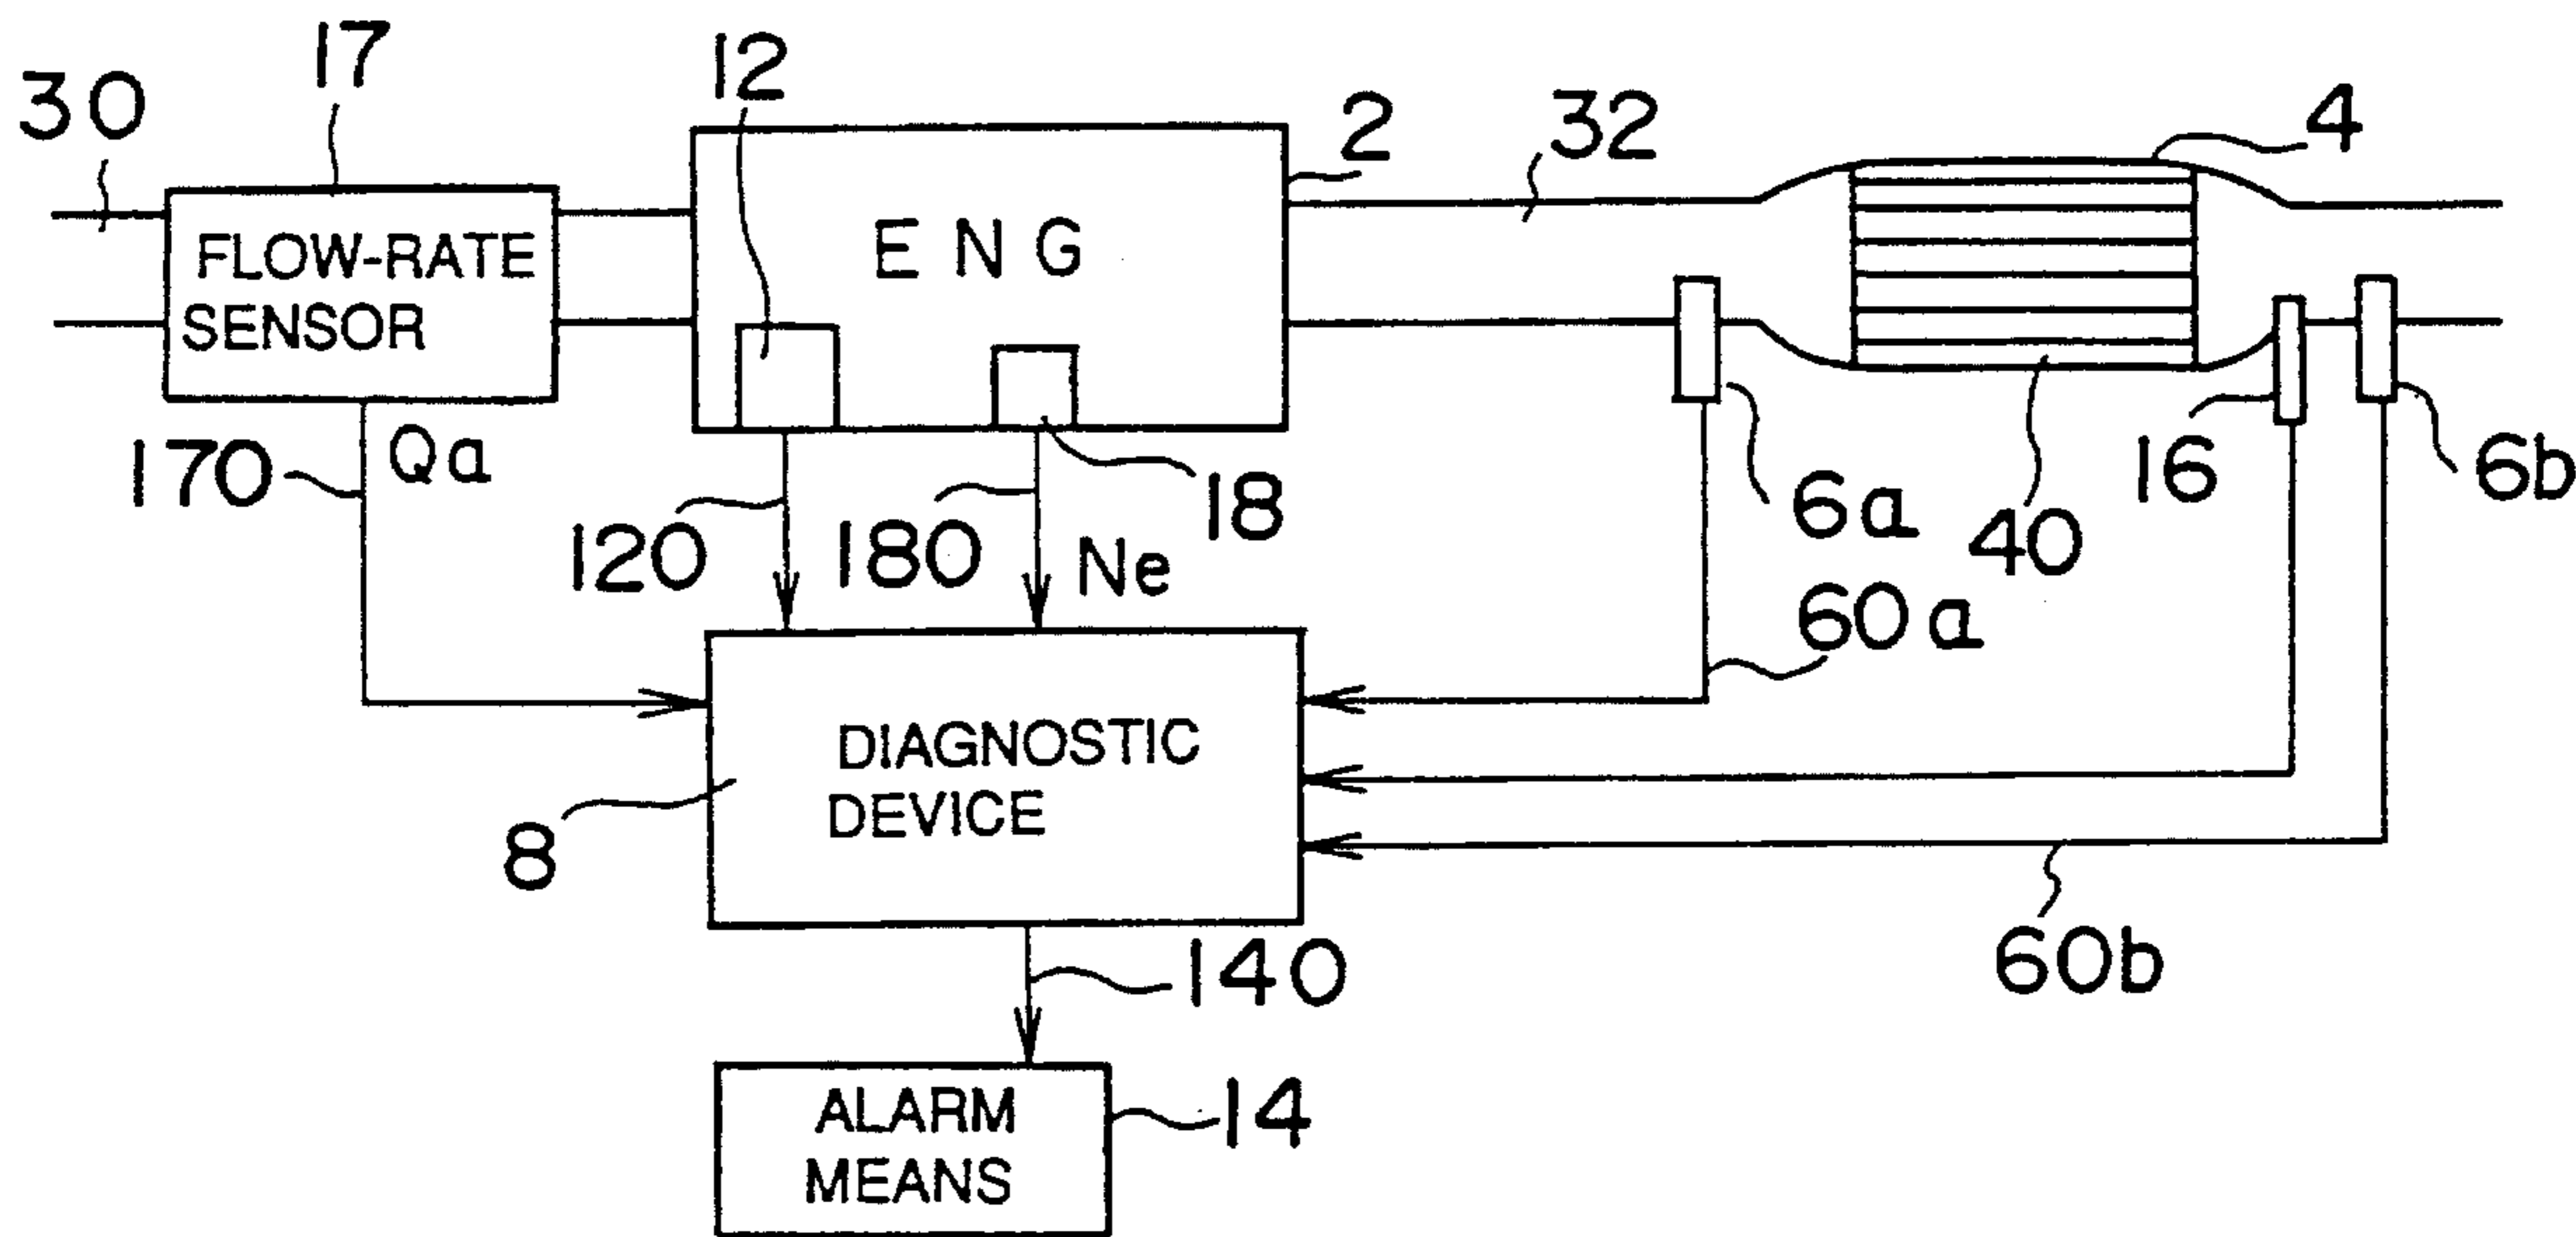 17
12
30
2
32
4
FLOW-RATE
SENSOR
ENG
170
Qa
120
180
Ne
18
6a
60a
40
16
6b
DIAGNOSTIC
DEVICE
8
60b
140
ALARM
MEANS
14